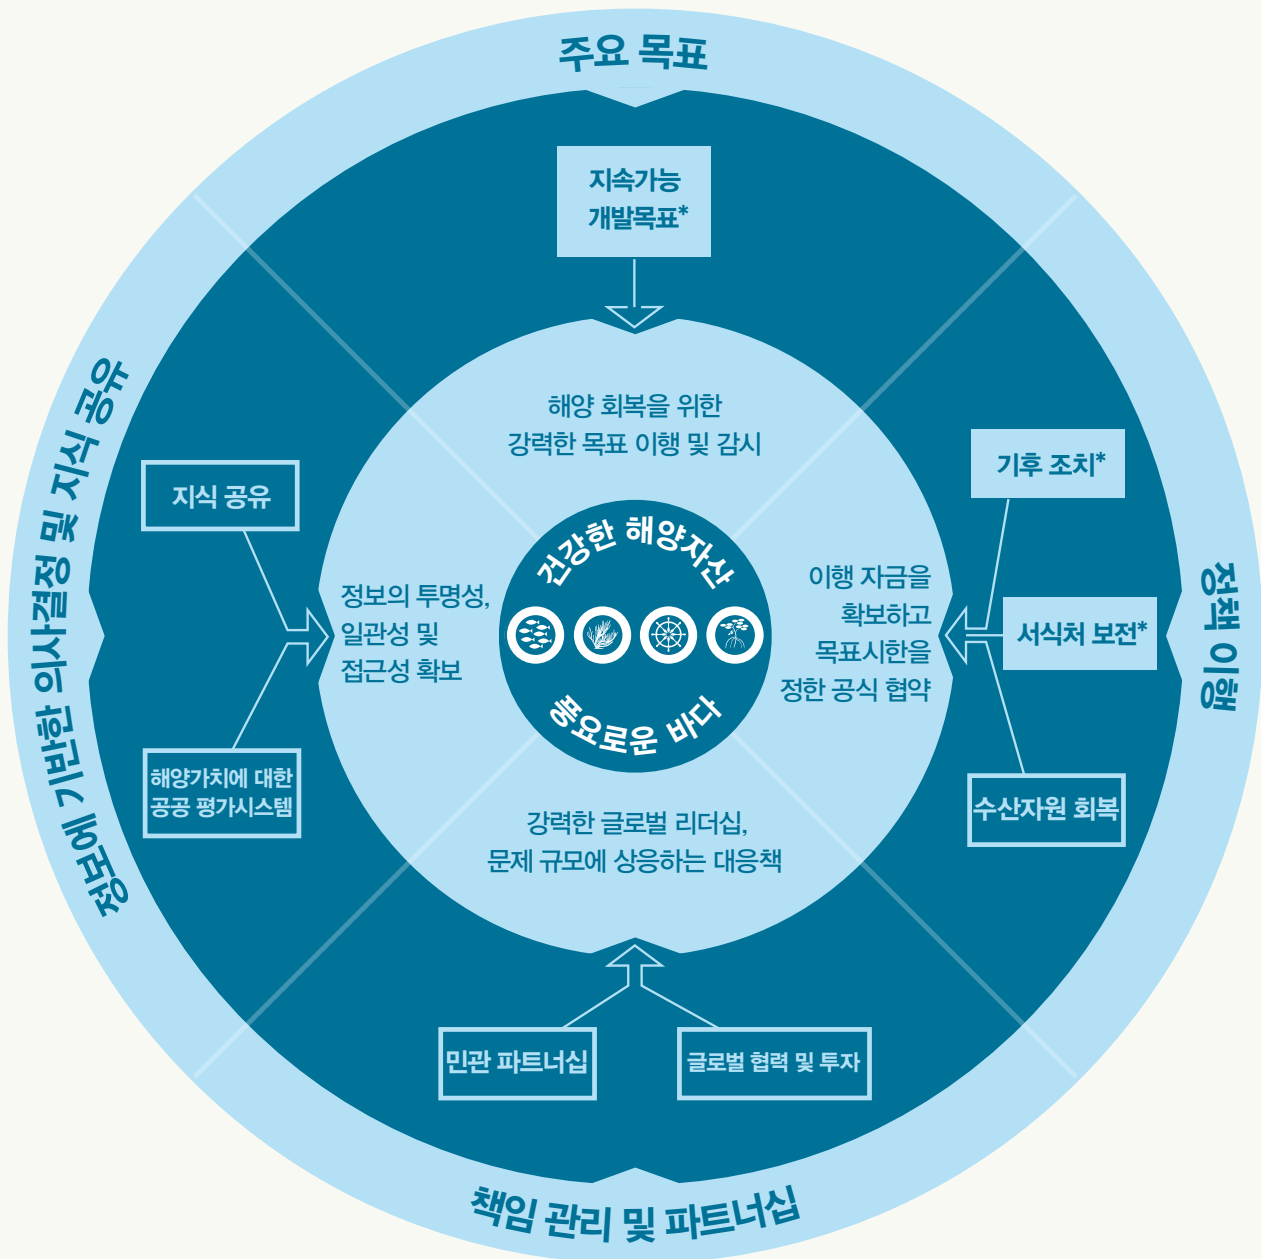 주요 목표
지속가능
개발목표*
해양 회복을 위한
강력한 목표 이행 및 감시
정보에 기반한 의사결정 및 지식 공유
지식 공유
해양가치에 대한
공공 평가시스템
정보의 투명성,
일관성 및
접근성 확보
건강한 해양자산
풍요로운 바다
이행 자금을
확보하고
목표시한을
정한 공식 협약
기후 조치*
서식처 보전*
수산자원 회복
정책 이행
강력한 글로벌 리더십,
문제 규모에 상응하는 대응책
민관 파트너십
글로벌 협력 및 투자
책임 관리 및 파트너십